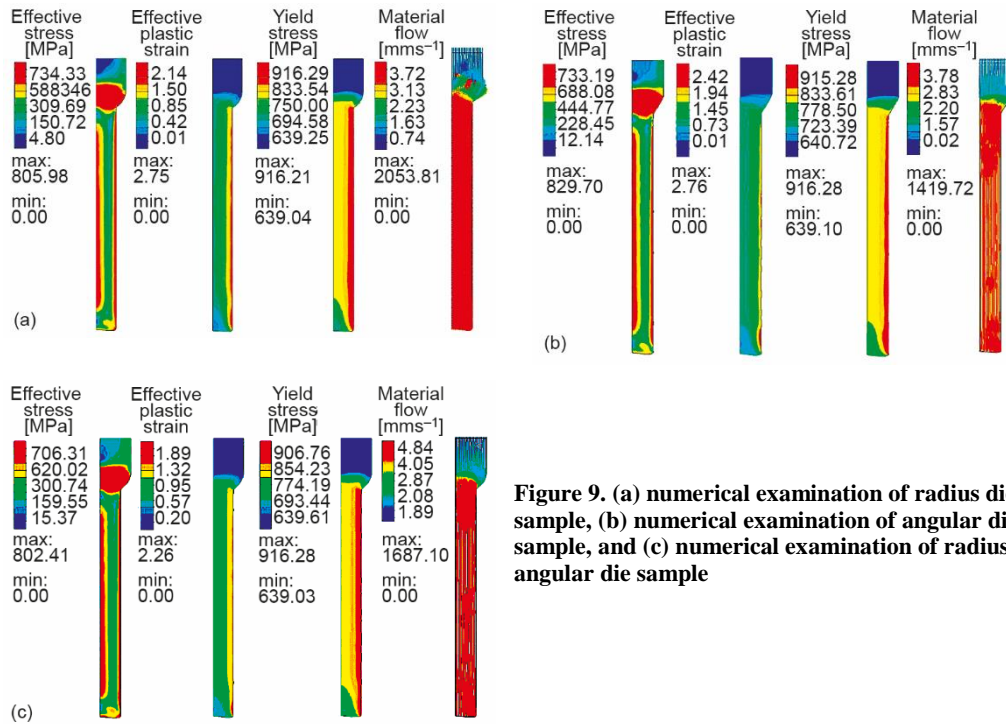 Effective stress [MPa]
734.33
588346
309.69
150.72
4.80
max:
805.98
min:
0.00
Effective plastic strain
2.14
1.50
0.85
0.42
0.01
max:
2.75
min:
0.00
Yield stress [MPa]
916.29
833.54
750.00
694.58
639.25
max:
916.21
min:
639.04
Material flow [mms⁻¹]
3.72
3.13
2.23
1.63
0.74
max:
2053.81
min:
0.00
(a)
Effective stress [MPa]
733.19
688.08
444.77
228.45
12.14
max:
829.70
min:
0.00
Effective plastic strain
2.42
1.94
1.45
0.73
0.01
max:
2.76
min:
0.00
Yield stress [MPa]
915.28
833.61
778.50
723.39
640.72
max:
916.28
min:
639.10
Material flow [mms⁻¹]
3.78
2.83
2.20
1.57
0.02
max:
1419.72
min:
0.00
(b)
Effective stress [MPa]
706.31
620.02
300.74
159.55
15.37
max:
802.41
min:
0.00
Effective plastic strain
1.89
1.32
0.95
0.57
0.20
max:
2.26
min:
0.00
Yield stress [MPa]
906.76
854.23
774.19
693.44
639.61
max:
916.28
min:
639.03
Material flow [mms⁻¹]
4.84
4.05
2.87
2.08
1.89
max:
1687.10
min:
0.00
(c)
Figure 9. (a) numerical examination of radius di
sample, (b) numerical examination of angular di
sample, and (c) numerical examination of radius
angular die sample